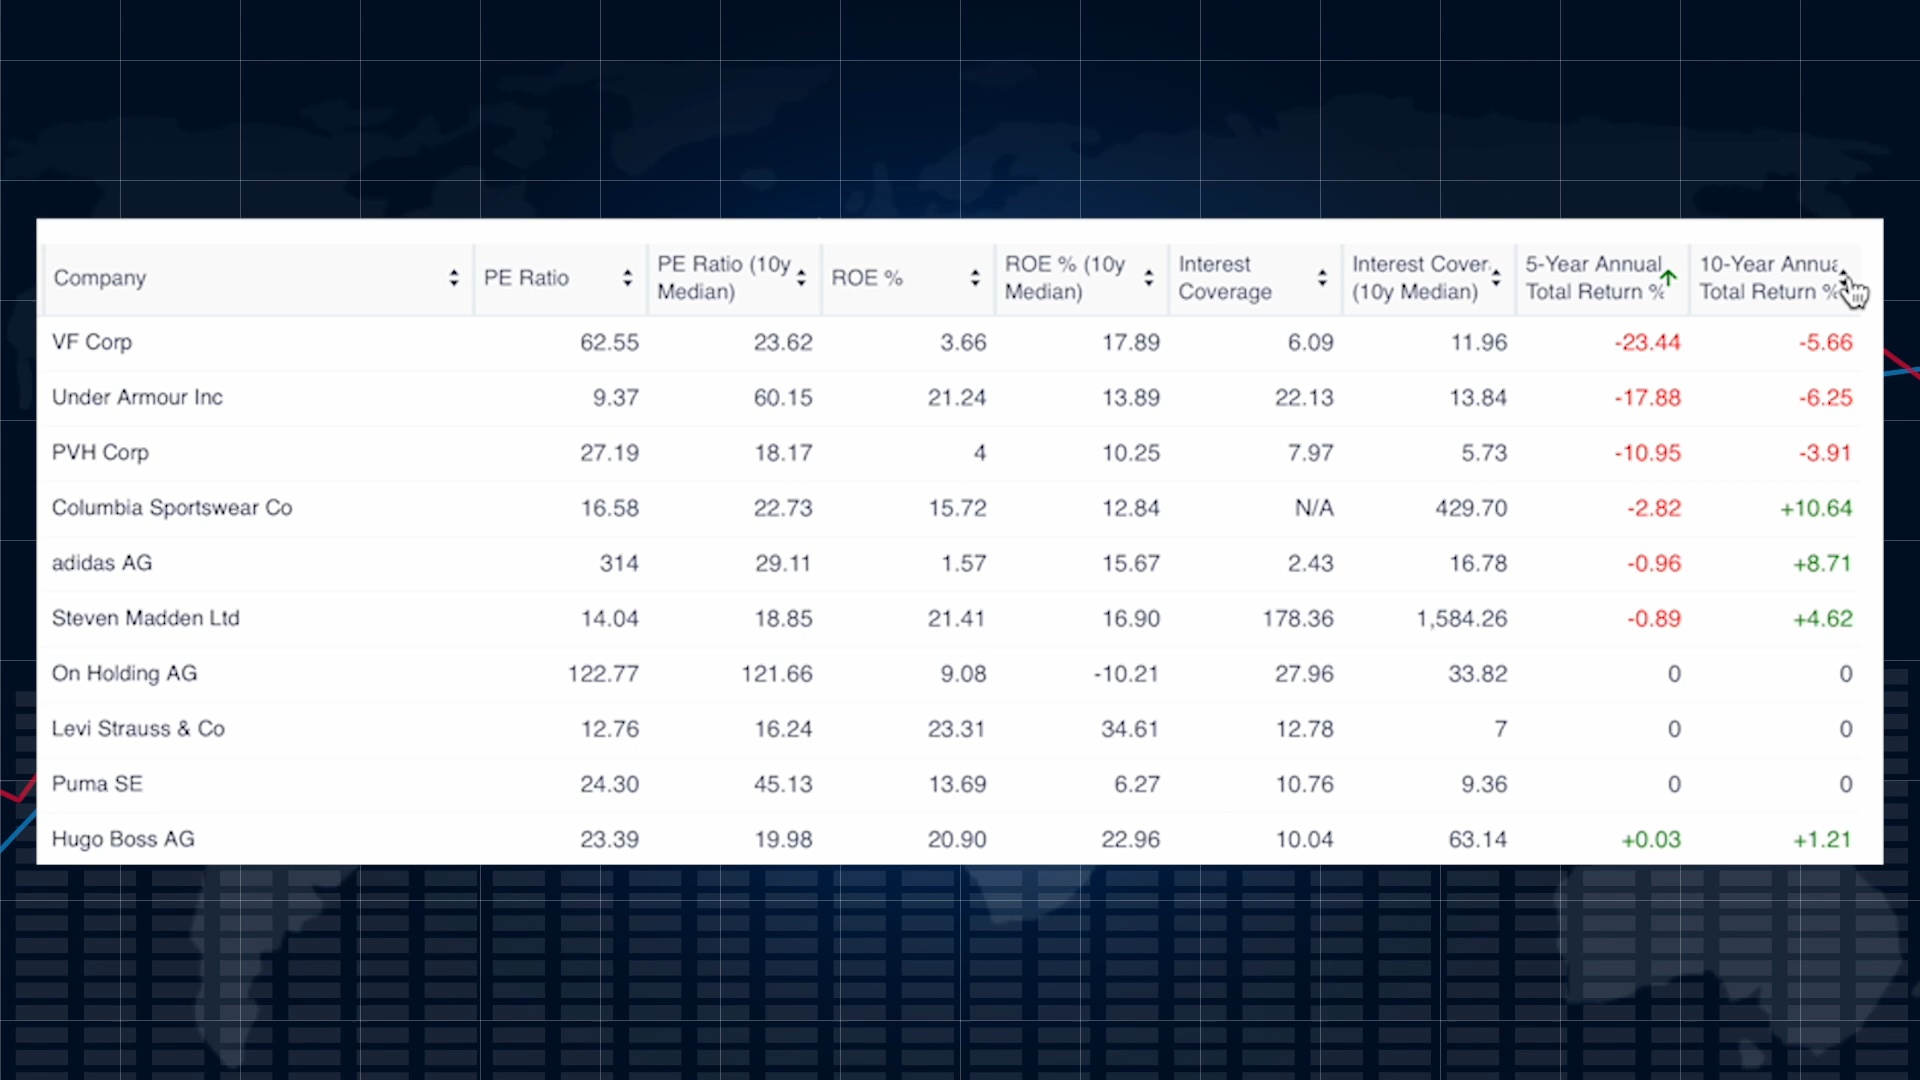 Company PE Ratio PE Ratio (10y Median) ROE % ROE % (10y Median) Interest Coverage Interest Cover. (10y Median) 5-Year Annual Total Return % 10-Year Annua Total Return %
VF Corp 62.55 23.62 3.66 17.89 6.09 11.96 -23.44 -5.66
Under Armour Inc 9.37 60.15 21.24 13.89 22.13 13.84 -17.88 -6.25
PVH Corp 27.19 18.17 4 10.25 7.97 5.73 -10.95 -3.91
Columbia Sportswear Co 16.58 22.73 15.72 12.84 N/A 429.70 -2.82 +10.64
adidas AG 314 29.11 1.57 15.67 2.43 16.78 -0.96 +8.71
Steven Madden Ltd 14.04 18.85 21.41 16.90 178.36 1,584.26 -0.89 +4.62
On Holding AG 122.77 121.66 9.08 -10.21 27.96 33.82 0 0
Levi Strauss & Co 12.76 16.24 23.31 34.61 12.78 7 0 0
Puma SE 24.30 45.13 13.69 6.27 10.76 9.36 0 0
Hugo Boss AG 23.39 19.98 20.90 22.96 10.04 63.14 +0.03 +1.21